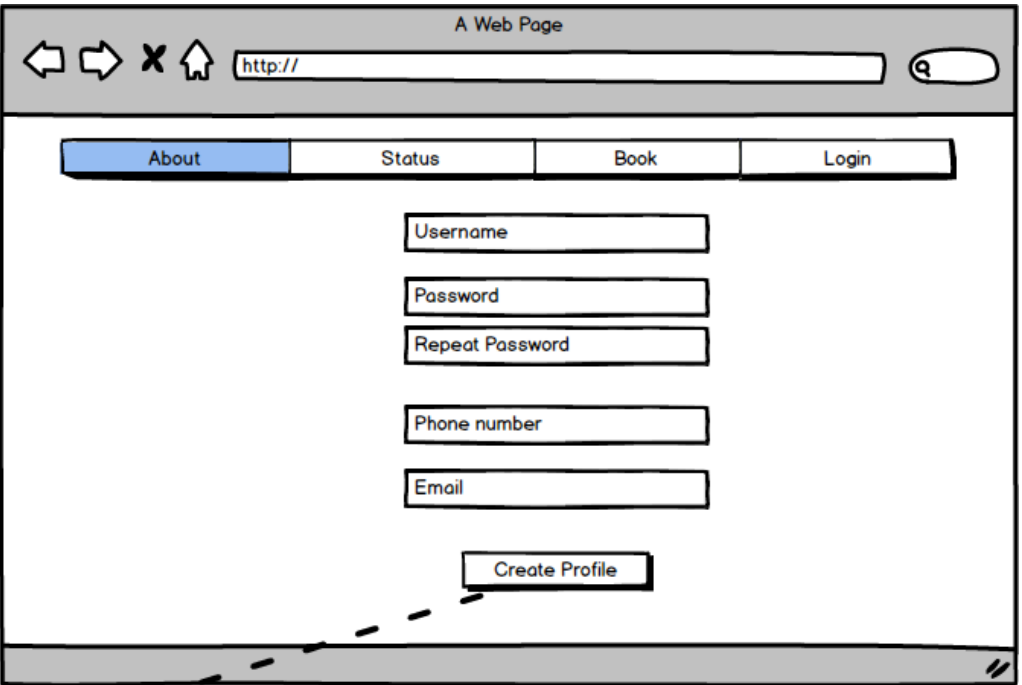 A Web Page
http://
About Status Book Login
Username
Password
Repeat Password
Phone number
Email
Create Profile